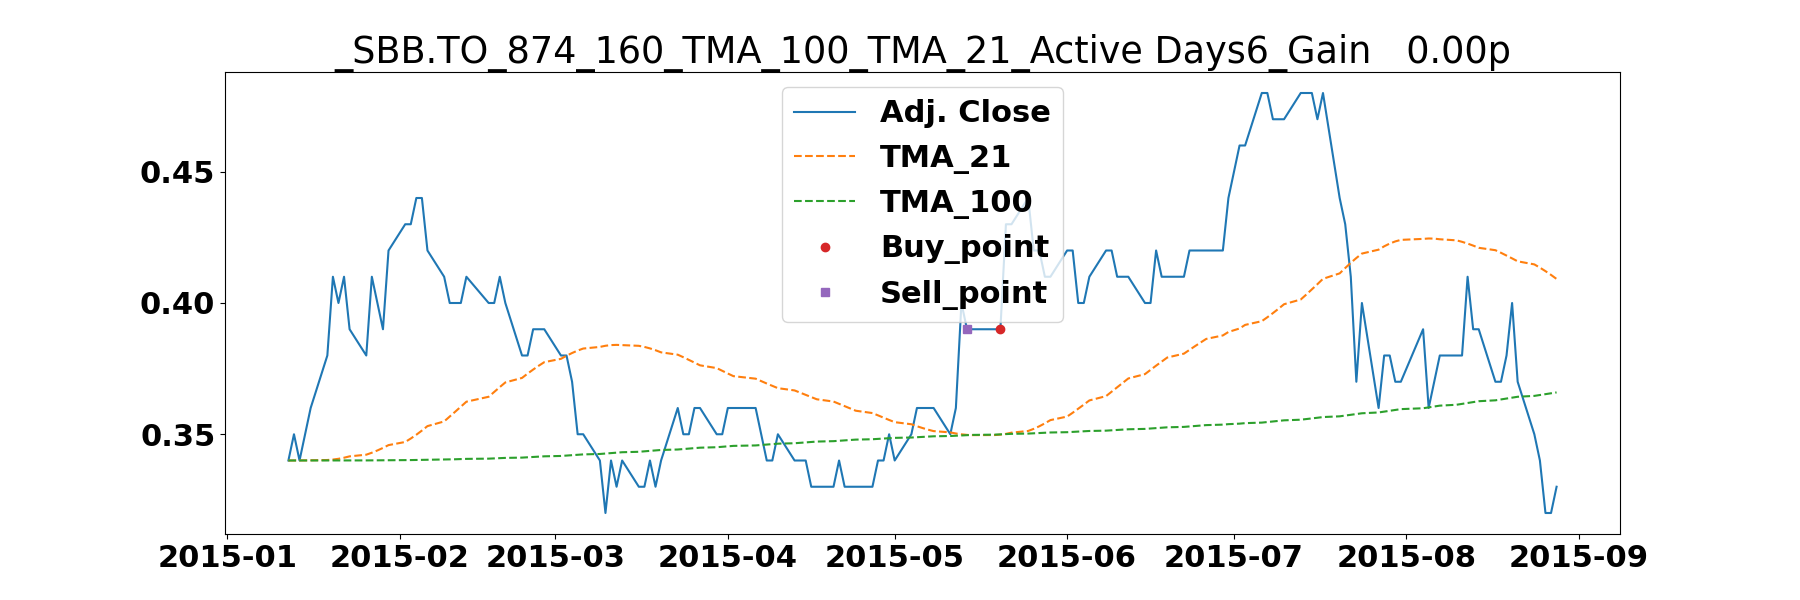 _SBB.TO_874_160_TMA_100_TMA_21_Active Days6_Gain   0.00p
Adj. Close
TMA_21
TMA_100
Buy_point
Sell_point
0.45
0.40
0.35
2015-01 2015-02 2015-03 2015-04 2015-05 2015-06 2015-07 2015-08 2015-09